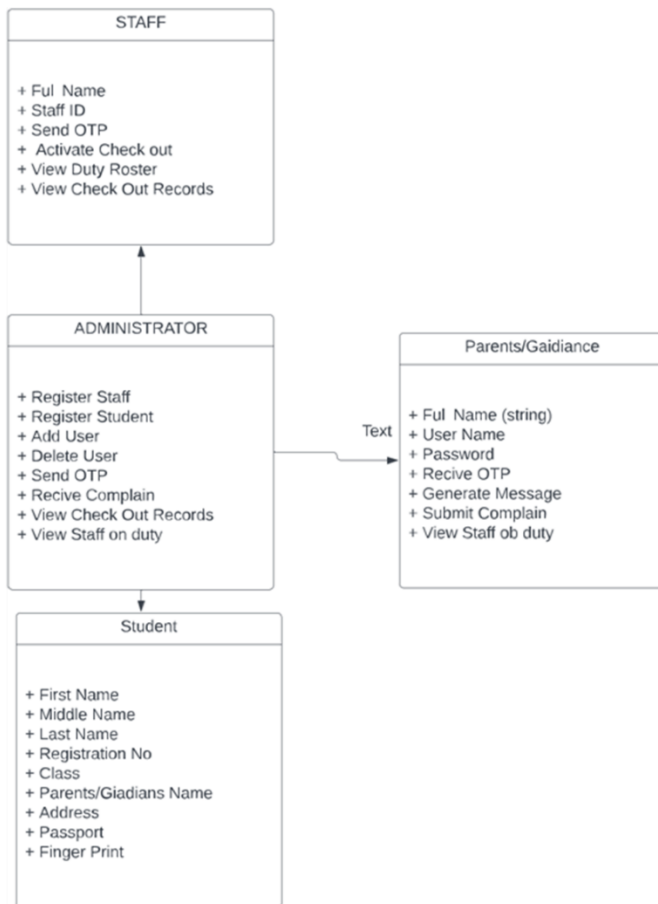 STAFF
+ Ful Name
+ Staff ID
+ Send OTP
+ Activate Check out
+ View Duty Roster
+ View Check Out Records
ADMINISTRATOR
+ Register Staff
+ Register Student
+ Add User
+ Delete User
+ Send OTP
+ Recive Complain
+ View Check Out Records
+ View Staff on duty
Text
Parents/Gaidiance
+ Ful Name (string)
+ User Name
+ Password
+ Recive OTP
+ Generate Message
+ Submit Complain
+ View Staff ob duty
Student
+ First Name
+ Middle Name
+ Last Name
+ Registration No
+ Class
+ Parents/Giadians Name
+ Address
+ Passport
+ Finger Print